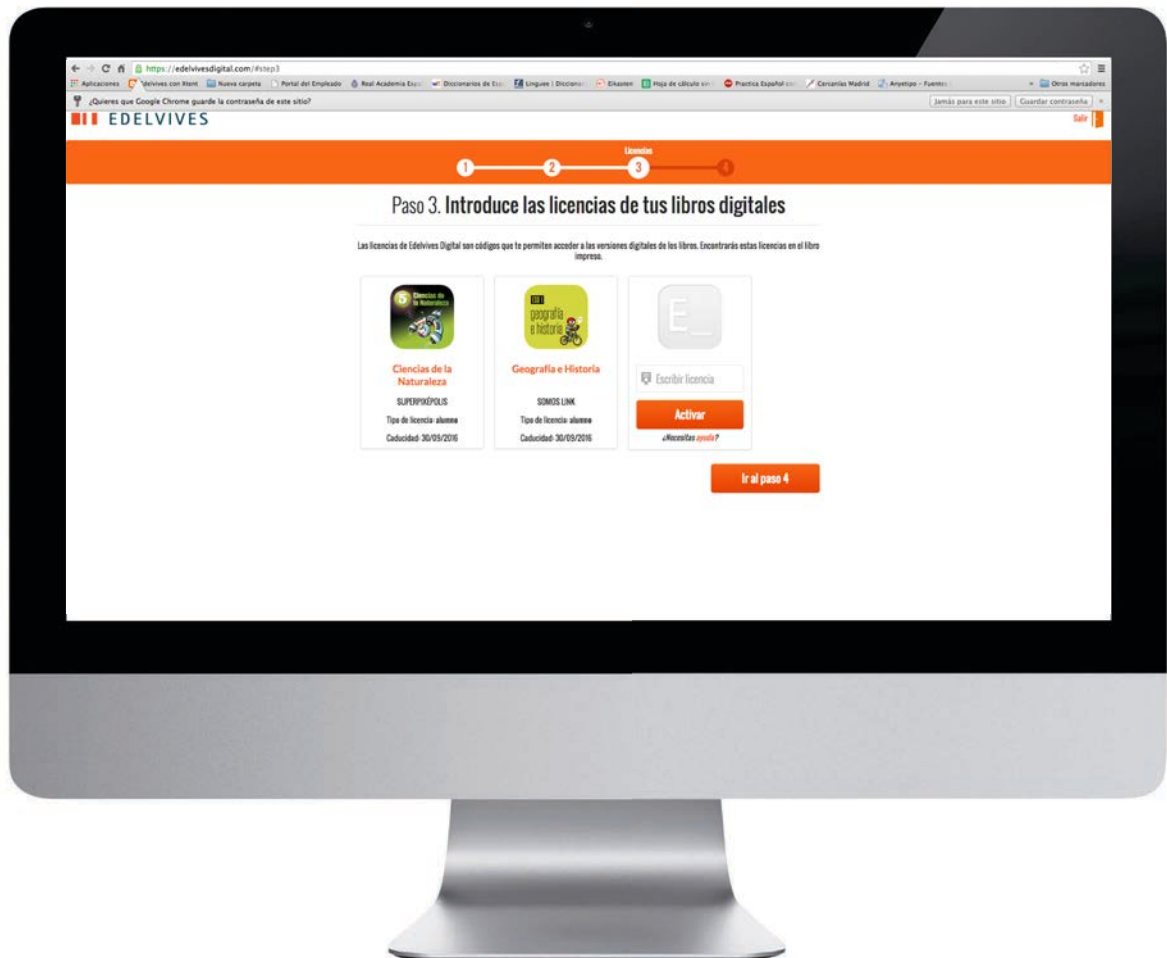 https://edelvivesdigital.com/#step3
Aplicaciones
Nueva carpeta
Portal del Empleado
Real Academia
Diccionarios de
Linguee | Diccionar
Hoja de cálculo
Practica Español
Cercanías Madrid
Otros marcadores
¿Quieres que Google Chrome guarde la contraseña de este sitio?
Jamás para este sitio
Guardar contraseña
EDELVIVES
Salir
Licencias
1 2 3 4
Paso 3. Introduce las licencias de tus libros digitales
Las licencias de Edelvives Digital son códigos que te permiten acceder a las versiones digitales de los libros. Encontrarás estas licencias en el libro
impreso.
5 Ciencias de
la Naturaleza
Ciencias de la
Naturaleza
SUPERPIXÉPOLIS
Tipo de licencia: alumno
Caducidad: 30/09/2016
geografía
e historia
Geografía e Historia
SOMOS LINK
Tipo de licencia: alumno
Caducidad: 30/09/2016
E_
Escribir licencia
Activar
¿Necesitas ayuda?
Ir al paso 4